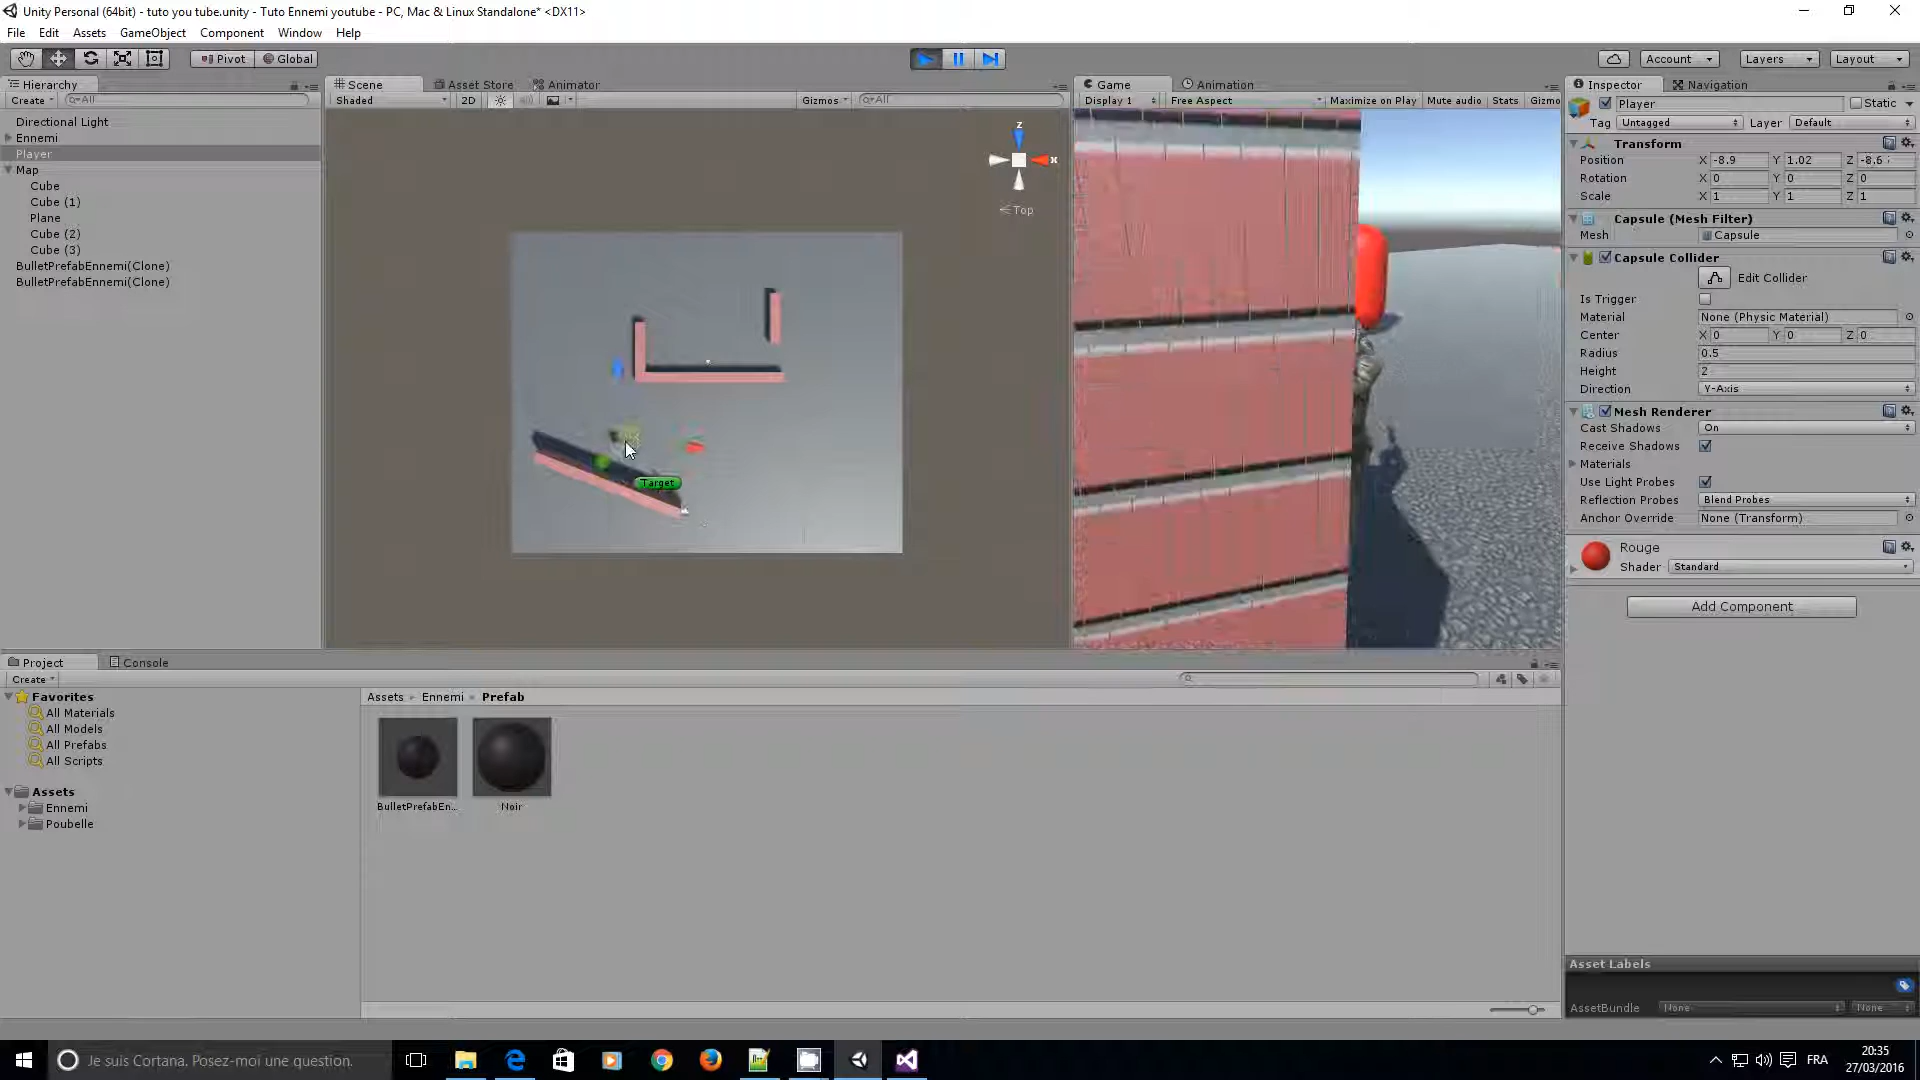 Unity Personal (64bit) - tuto you tube.unity - Tuto Ennemi youtube - PC, Mac & Linux Standalone* <DX11>
File Edit Assets GameObject Component Window Help
Pivot Global Account Layers Layout
Hierarchy
Create All
Directional Light
Ennemi
Player
Map
Cube
Cube (1)
Plane
Cube (2)
Cube (3)
BulletPrefabEnnemi(Clone)
BulletPrefabEnnemi(Clone)
Scene Asset Store Animator
Shaded 2D Gizmos All
z
x
Top
Target
Game Animation
Display 1 Free Aspect Maximize on Play Mute audio Stats Gizmo
Inspector Navigation
Player Static
Tag Untagged Layer Default
Transform
Position X -8.9 Y 1.02 Z -8.6
Rotation X 0 Y 0 Z 0
Scale X 1 Y 1 Z 1
Capsule (Mesh Filter)
Mesh Capsule
Capsule Collider
Edit Collider
Is Trigger
Material None (Physic Material)
Center X 0 Y 0 Z 0
Radius 0.5
Height 2
Direction Y-Axis
Mesh Renderer
Cast Shadows On
Receive Shadows
Materials
Use Light Probes
Reflection Probes Blend Probes
Anchor Override None (Transform)
Rouge
Shader Standard
Add Component
Asset Labels
AssetBundle None None
Project Console
Create
Favorites
All Materials
All Models
All Prefabs
All Scripts
Assets
Ennemi
Poubelle
Assets Ennemi Prefab
BulletPrefabEn... Noir
Je suis Cortana. Posez-moi une question.
FRA
20:35
27/03/2016